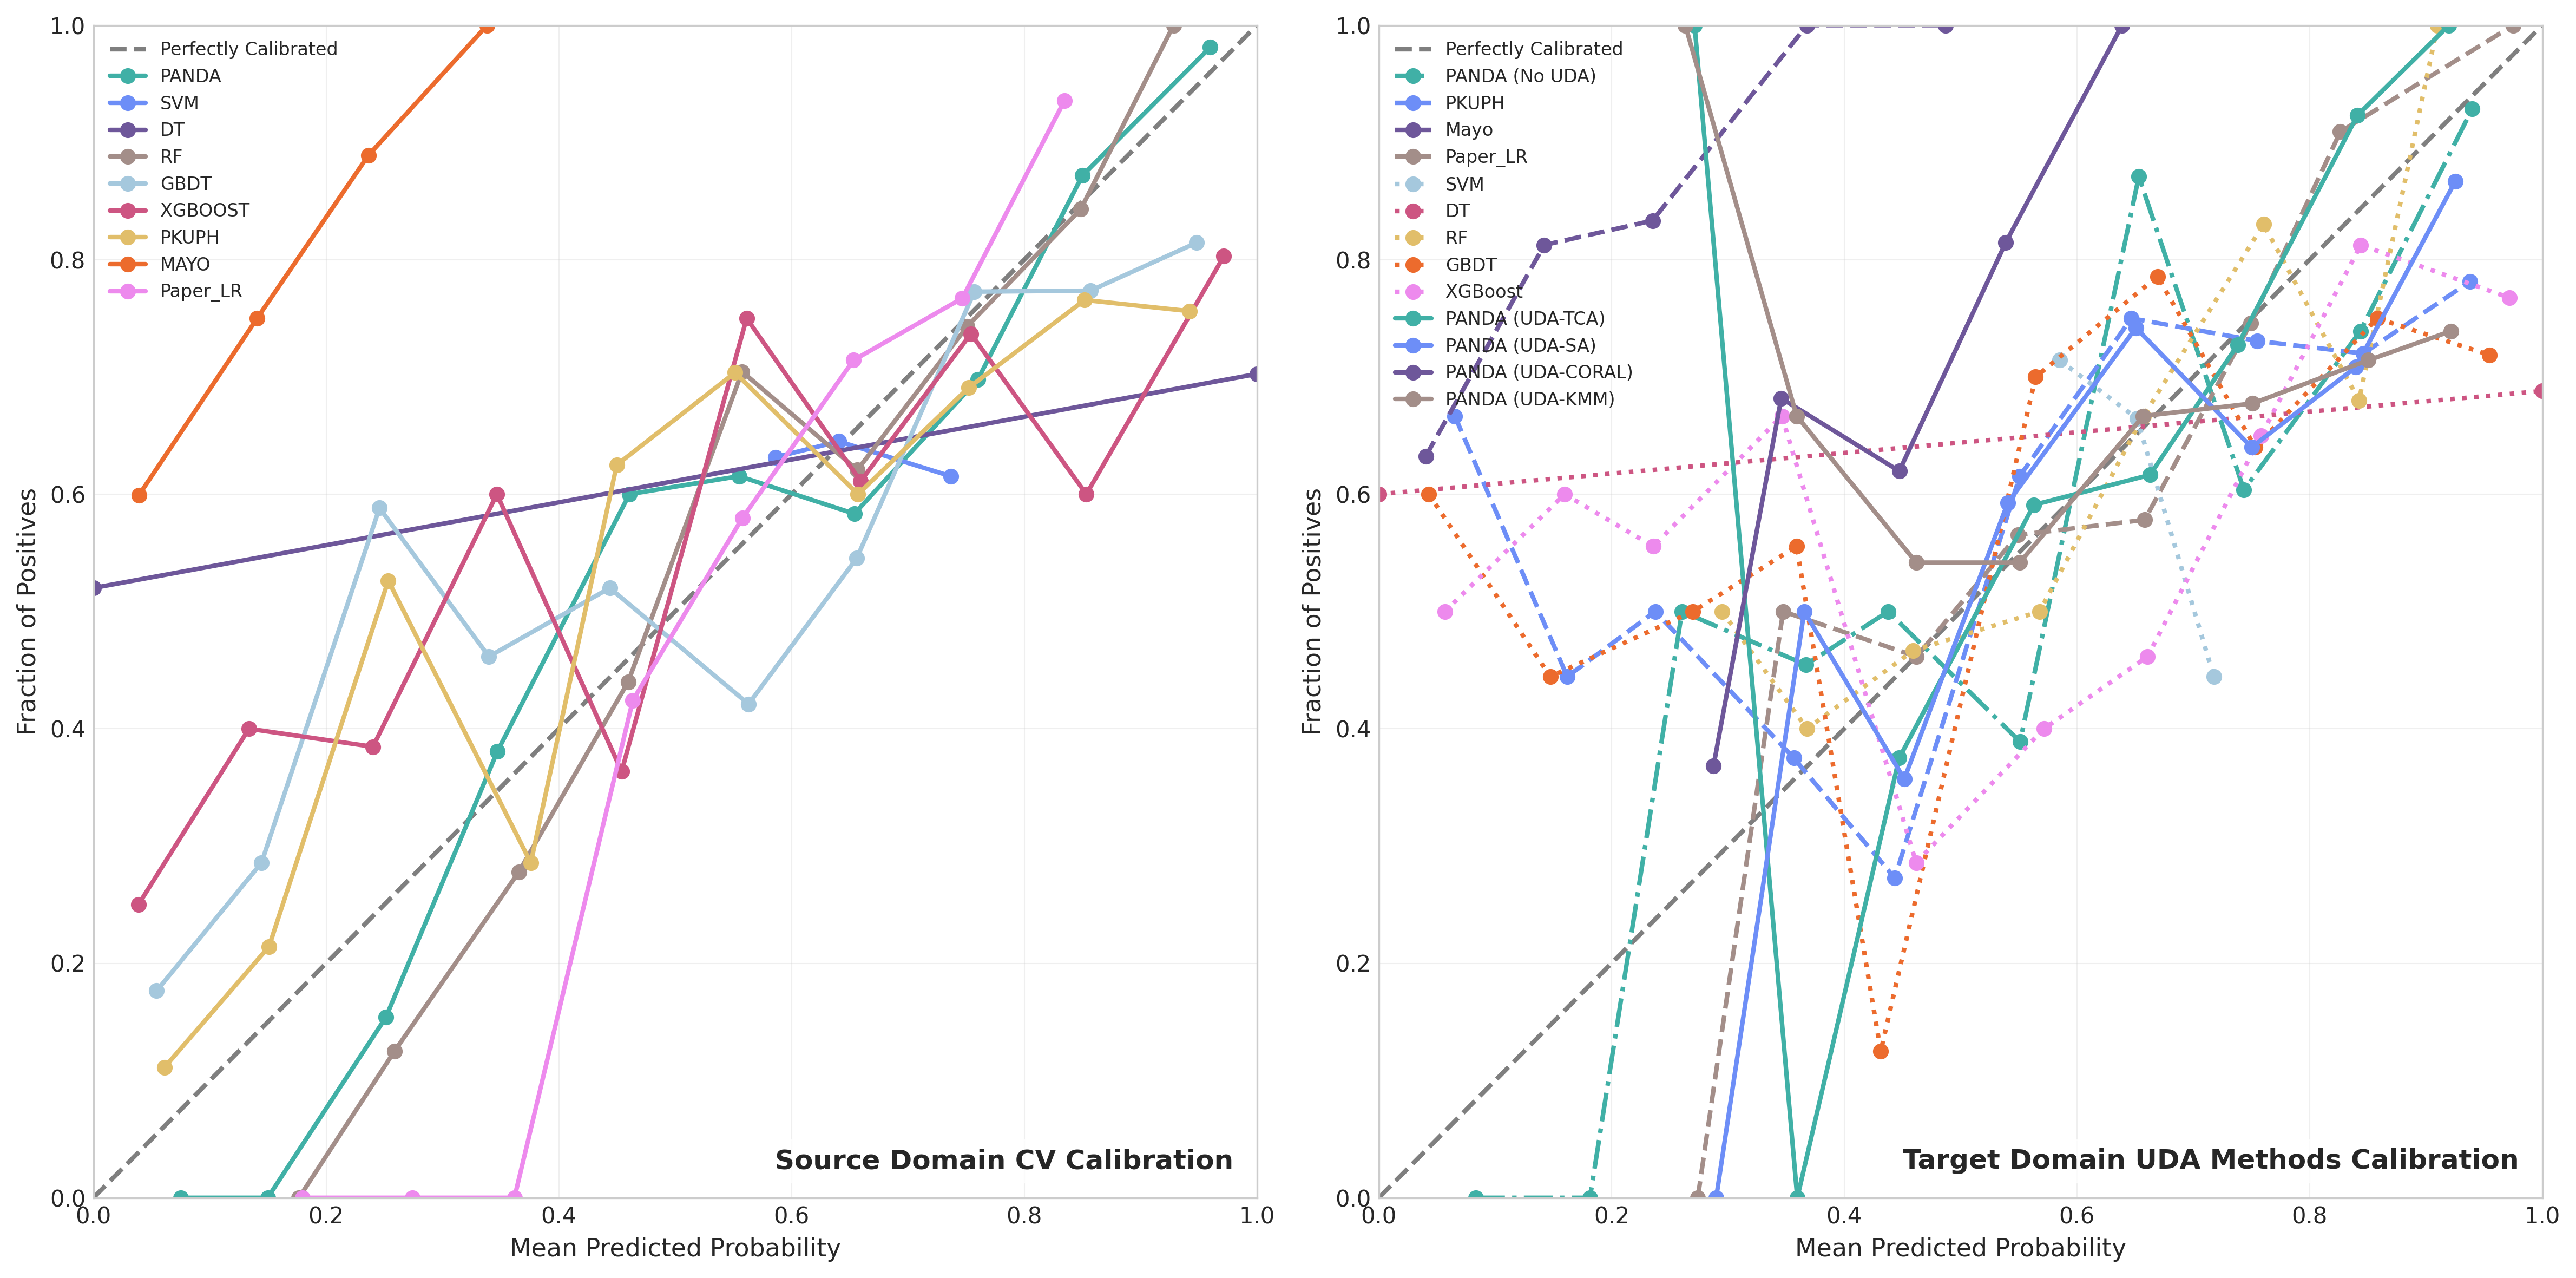 Perfectly Calibrated
PANDA
SVM
DT
RF
GBDT
XGBOOST
PKUPH
MAYO
Paper_LR
Fraction of Positives
1.0
0.8
0.6
0.4
0.2
0.0
0.0 0.2 0.4 0.6 0.8 1.0
Mean Predicted Probability
Source Domain CV Calibration
Perfectly Calibrated
PANDA (No UDA)
PKUPH
Mayo
Paper_LR
SVM
DT
RF
GBDT
XGBoost
PANDA (UDA-TCA)
PANDA (UDA-SA)
PANDA (UDA-CORAL)
PANDA (UDA-KMM)
Fraction of Positives
1.0
0.8
0.6
0.4
0.2
0.0
0.0 0.2 0.4 0.6 0.8 1.0
Mean Predicted Probability
Target Domain UDA Methods Calibration